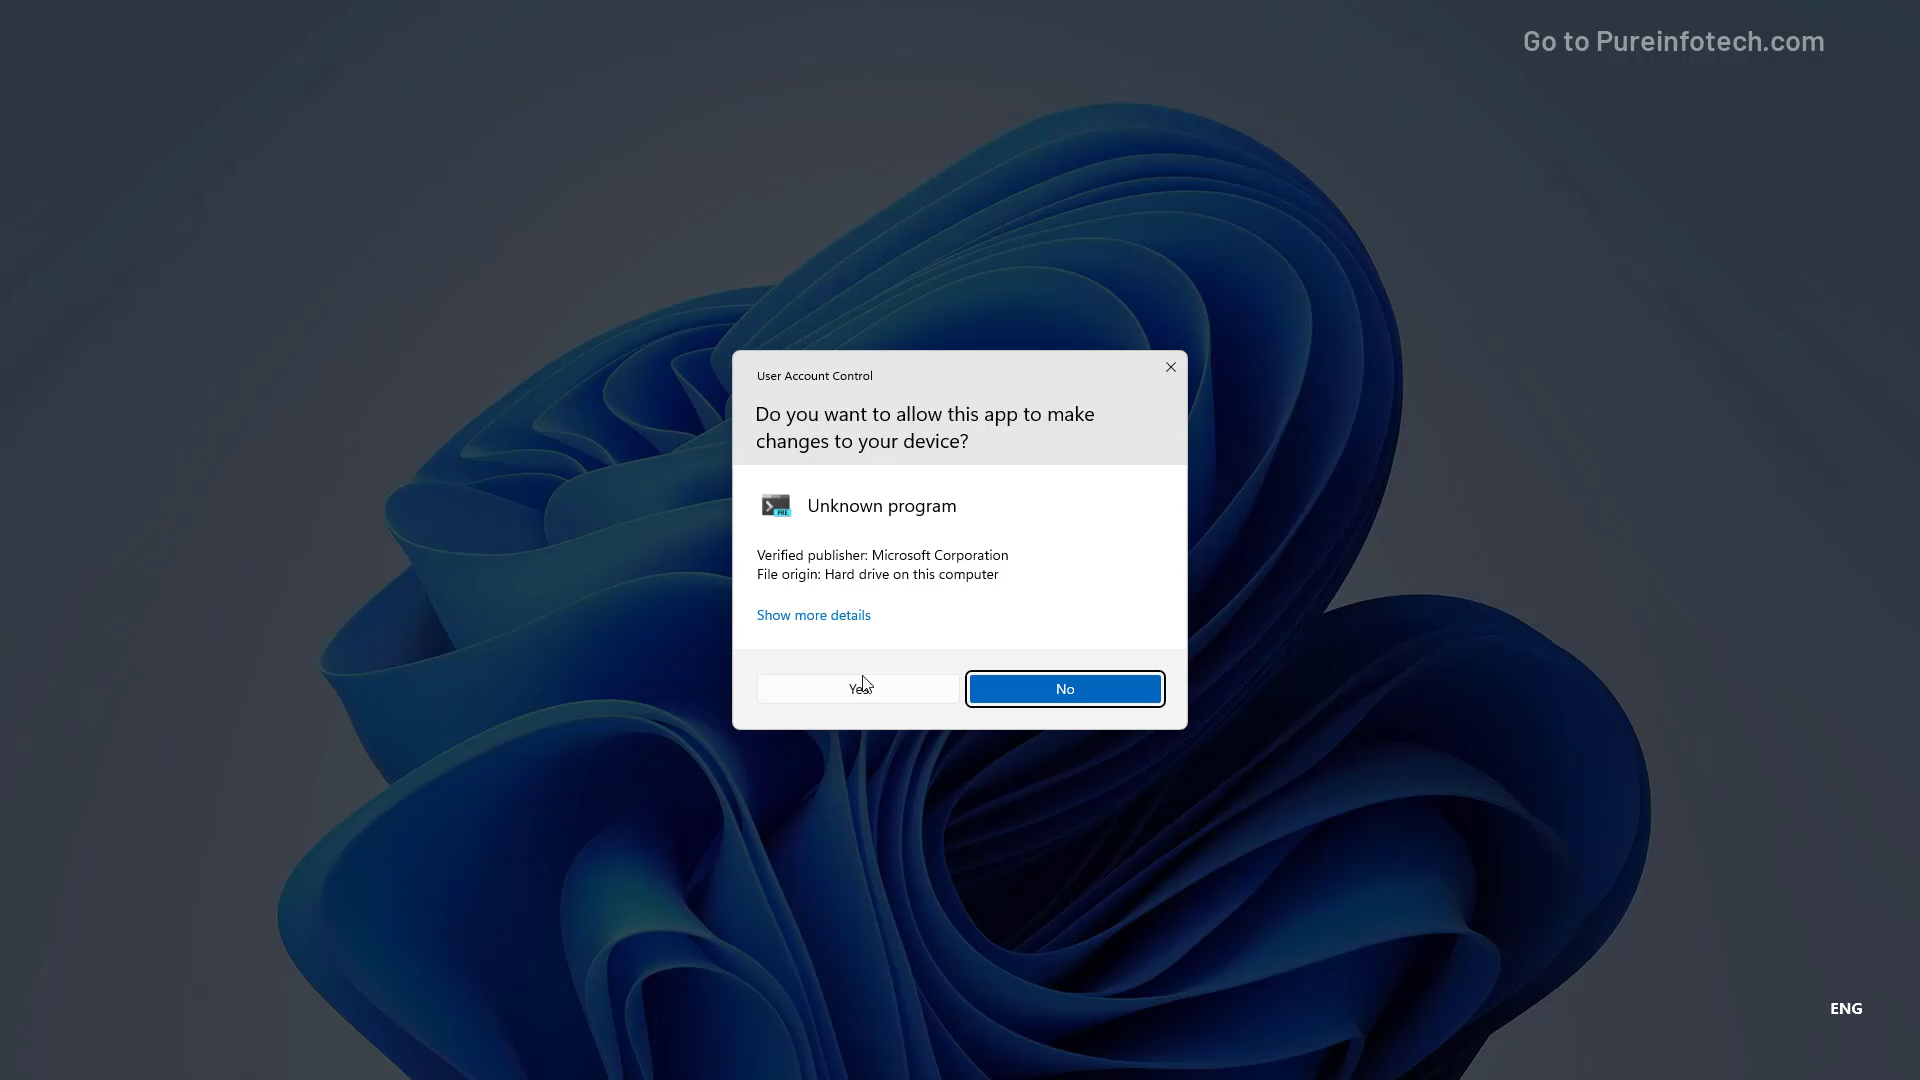 Go to Pureinfotech.com
User Account Control
Do you want to allow this app to make
changes to your device?
PRE
Unknown program
Verified publisher: Microsoft Corporation
File origin: Hard drive on this computer
Show more details
Yes
No
ENG